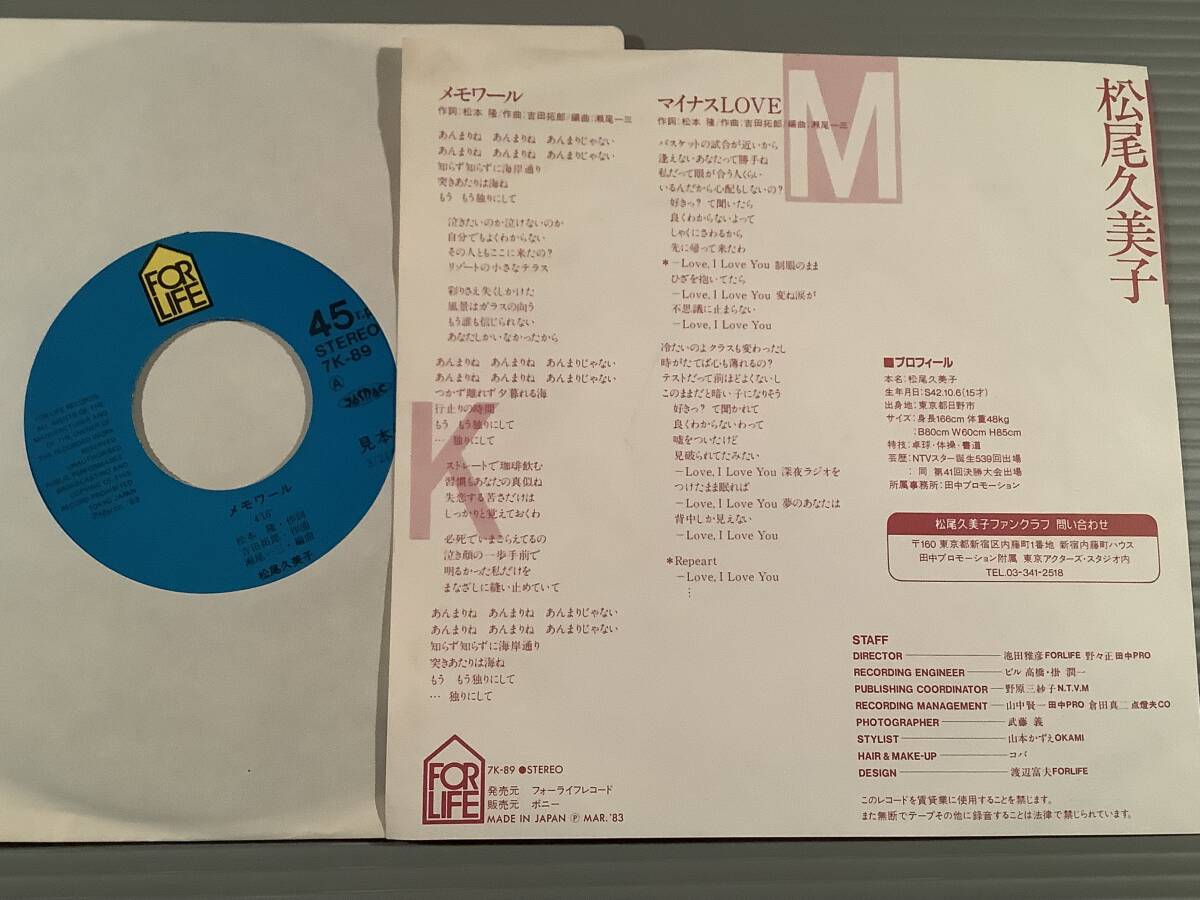 FOR
LIFE
45
STEREO
7K-89
A
JASRAC
見本
メモワール
4'16"
松本 隆・作詞
吉田拓郎・作曲
瀬尾一三・編曲
松尾久美子
メモワール
作詞/松本 隆/作曲/吉田拓郎/編曲/瀬尾一三
あんまりね あんまりね あんまりじゃない
あんまりね あんまりね あんまりじゃない
知らず知らずに海岸通り
突きあたりは海ね
もう もう独りにして
泣きたいのか泣けないのか
自分でもよくわからない
その人ともここに来たの?
リゾートの小さなテラス
彩りさえ失くしかけた
風景はガラスの向う
もう誰も信じられない
あなたしかいなかったから
あんまりね あんまりね あんまりじゃない
あんまりね あんまりね あんまりじゃない
つかず離れず夕暮れる海
行止りの時間
もう もう独りにして
… 独りにして
ストレートで珈琲飲む
習慣もあなたの真似ね
失恋する苦さだけは
しっかりと覚えておくわ
必死でいまこらえてるの
泣き顔の一歩手前で
明るかった私だけを
まなざしに縫い止めていて
あんまりね あんまりね あんまりじゃない
あんまりね あんまりね あんまりじゃない
知らず知らずに海岸通り
突きあたりは海ね
もう もう独りにして
… 独りにして
K
FOR
LIFE
7K-89 ●STEREO
発売元 フォーライフレコード
販売元 ポニー
MADE IN JAPAN Ⓟ MAR. '83
マイナスLOVE
作詞/松本 隆/作曲/吉田拓郎/編曲/瀬尾一三
M
バスケットの試合が近いから
逢えないあなたって勝手ね
私だって眼が合う人くらい
いるんだから心配もしないの?
好きっ? て聞いたら
良くわからないよって
しゃくにさわるから
先に帰って来たわ
*−Love, I Love You 制服のまま
ひざを抱いてたら
−Love, I Love You 変ね涙が
不思議に止まらない
−Love, I Love You
冷たいのよクラスも変わったし
時がたてば心も薄れるの?
テストだって前ほどよくないし
このままだと暗い子になりそう
好きっ? て聞かれて
良くわからないわって
嘘をついたけど
見破られてたみたい
−Love, I Love You 深夜ラジオを
つけたまま眠れば
−Love, I Love You 夢のあなたは
背中しか見えない
−Love, I Love You
*Repeart
−Love, I Love You
⋮
松尾久美子
■プロフィール
本名:松尾久美子
生年月日:S42.10.6(15才)
出身地:東京都日野市
サイズ:身長166cm 体重48kg
:B80cm W60cm H85cm
特技:卓球・体操・書道
芸歴:NTVスター誕生539回出場
: 同 第41回決勝大会出場
所属事務所:田中プロモーション
松尾久美子ファンクラブ 問い合わせ
〒160 東京都新宿区内藤町1番地 新宿内藤町ハウス
田中プロモーション附属 東京アクターズ・スタジオ内
TEL.03-341-2518
STAFF
DIRECTOR 池田雅彦FORLIFE 野々正 田中PRO
RECORDING ENGINEER ビル高橋・掛 潤一
PUBLISHING COORDINATOR 野原三紗子N.T.V.M
RECORDING MANAGEMENT 山中賢一 田中PRO 倉田真二 点燈夫CO
PHOTOGRAPHER 武藤 義
STYLIST 山本かずえOKAMI
HAIR & MAKE-UP コバ
DESIGN 渡辺富夫FORLIFE
このレコードを賃貸業に使用することを禁じます。
また無断でテープその他に録音することは法律で禁じられています。